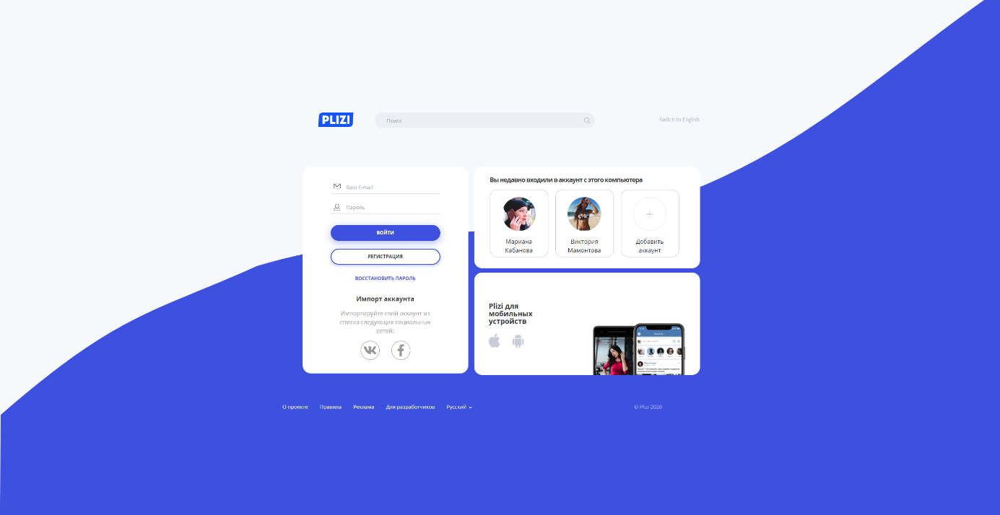 PLIZI
Поиск
Switch to English
Ваш E-mail
Пароль
ВОЙТИ
РЕГИСТРАЦИЯ
ВОССТАНОВИТЬ ПАРОЛЬ
Импорт аккаунта
Импортируйте свой аккаунт из
списка следующих социальных
сетей:
Вы недавно входили в аккаунт с этого компьютера
Мариана
Кабанова
Виктория
Мамонтова
Добавить
аккаунт
Plizi для
мобильных
устройств
О проекте
Правила
Реклама
Для разработчиков
Русский
© Plizi 2020